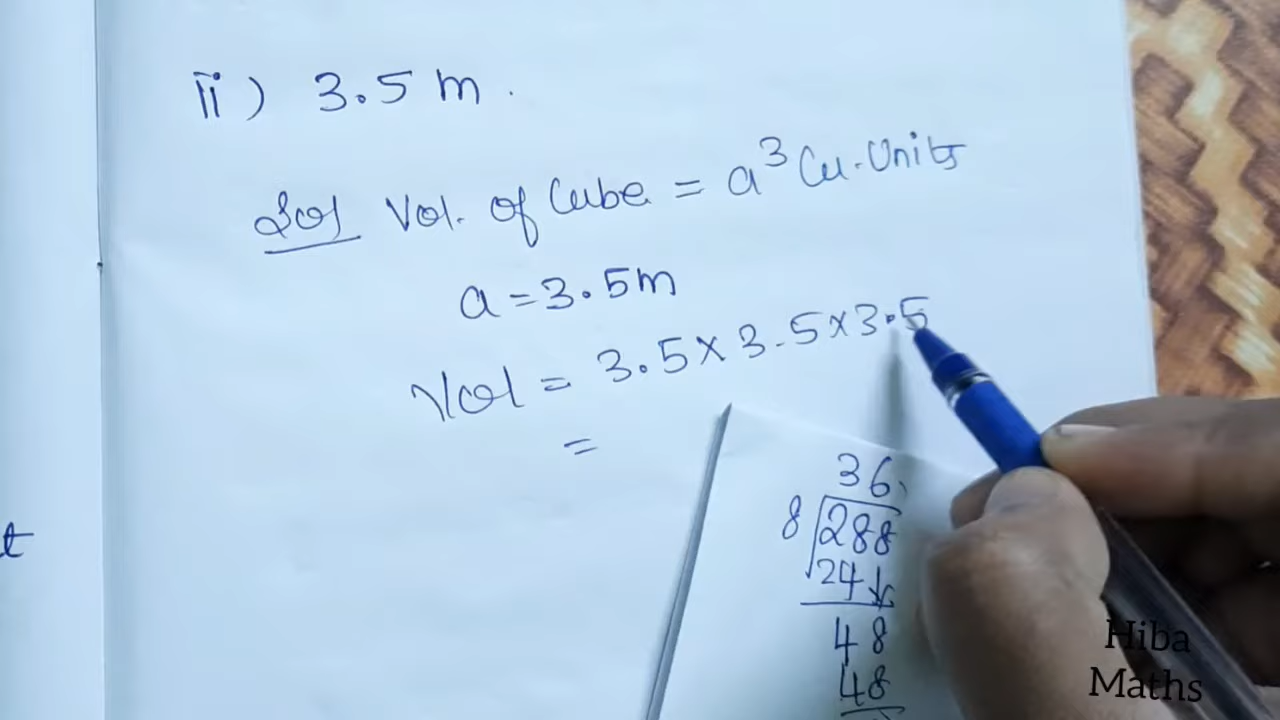 ii) 3.5 m.
Sol Vol. of Cube = a³ Cu. Units
a = 3.5m
Vol = 3.5 × 3.5 × 3.5
=
36
8 288
24
48
48
t
Hiba
Maths